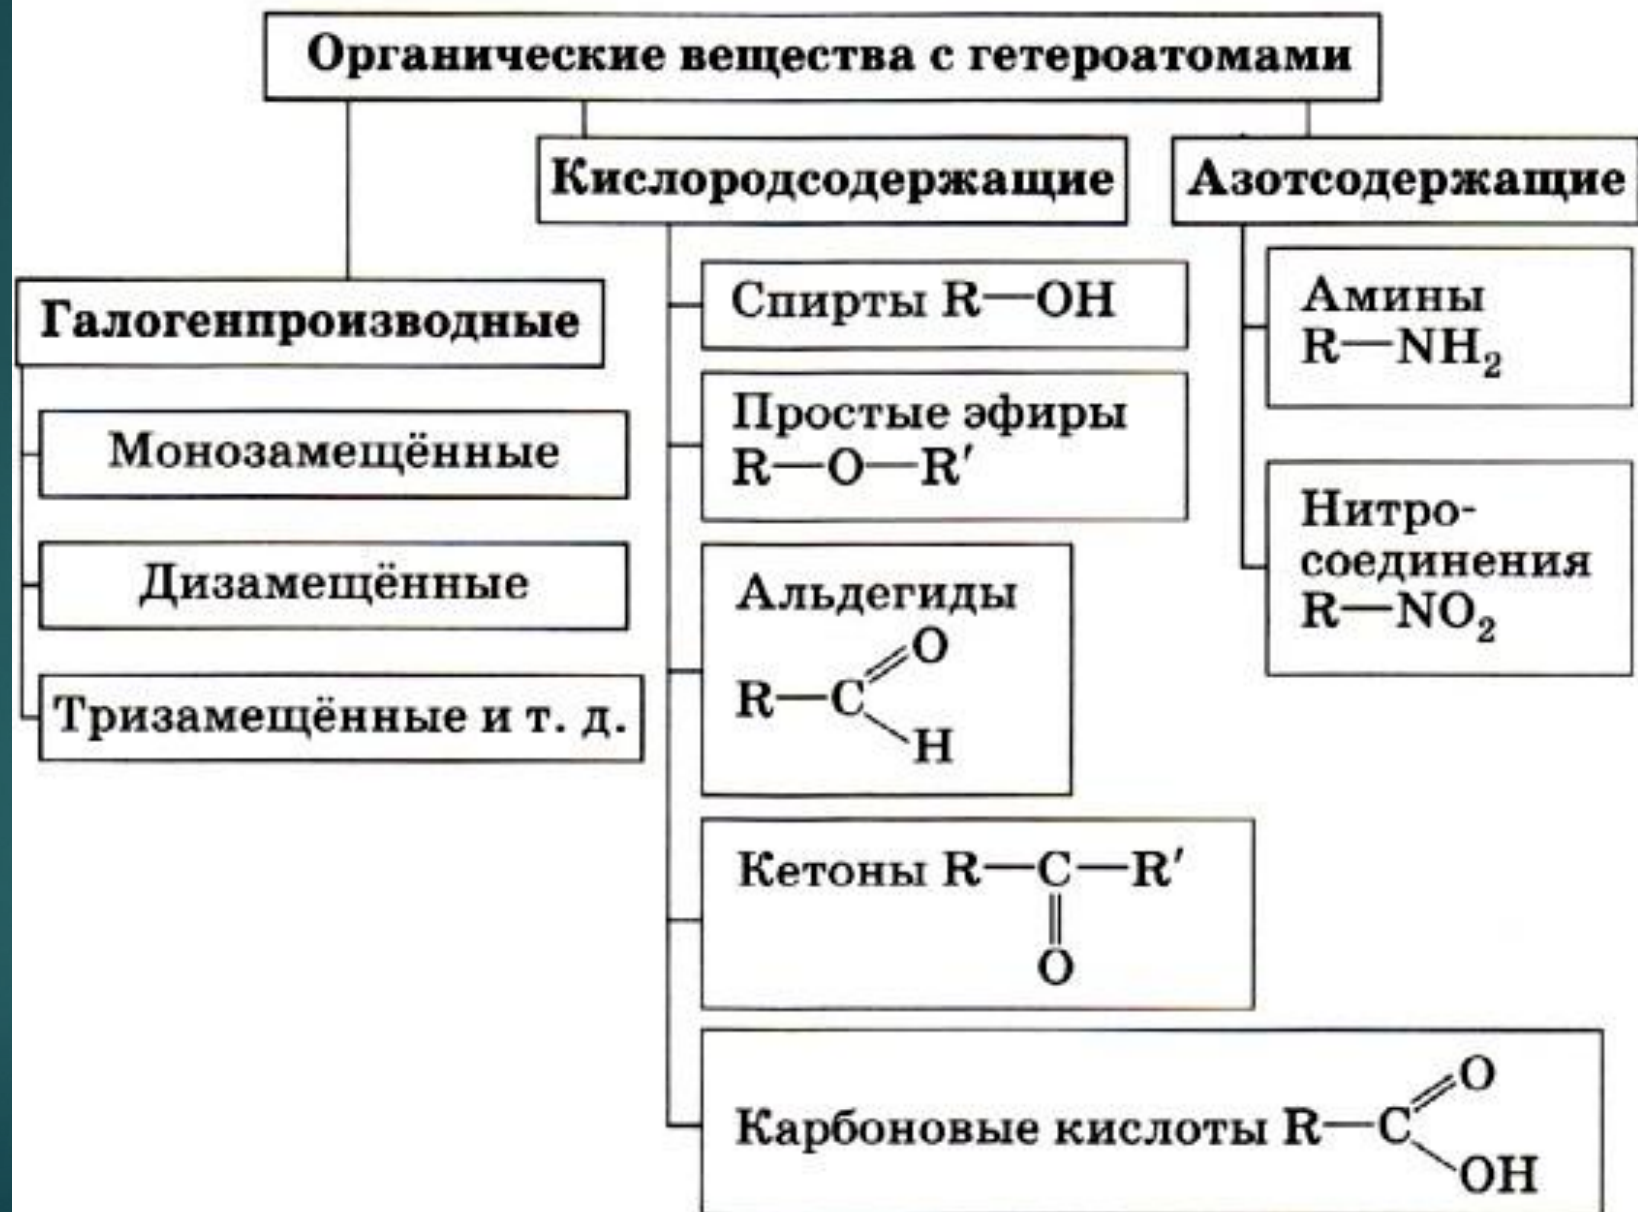 Органические вещества с гетероатомами
Кислородсодержащие
Азотсодержащие
Галогенпроизводные
Монозамещённые
Дизамещённые
Тризамещённые и т. д.
Спирты R—OH
Простые эфиры
R—O—R′
Альдегиды
O
R—C
H
Кетоны R—C—R′
O
O
Карбоновые кислоты R—C
OH
Амины
R—NH₂
Нитро-
соединения
R—NO₂